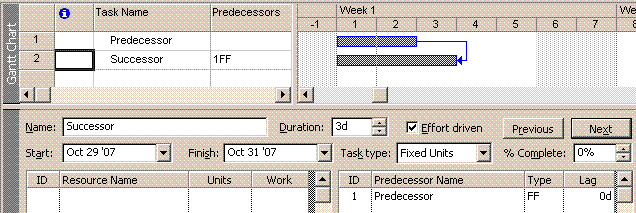 Gantt Chart
Task Name Predecessors
1 Predecessor
2 Successor 1FF
Week 1 W
-1 1 2 3 4 5 6 7 8
Name: Successor Duration: 3d Effort driven Previous Next
Start: Oct 29 '07 Finish: Oct 31 '07 Task type: Fixed Units % Complete: 0%
ID Resource Name Units Work
ID Predecessor Name Type Lag
1 Predecessor FF 0d